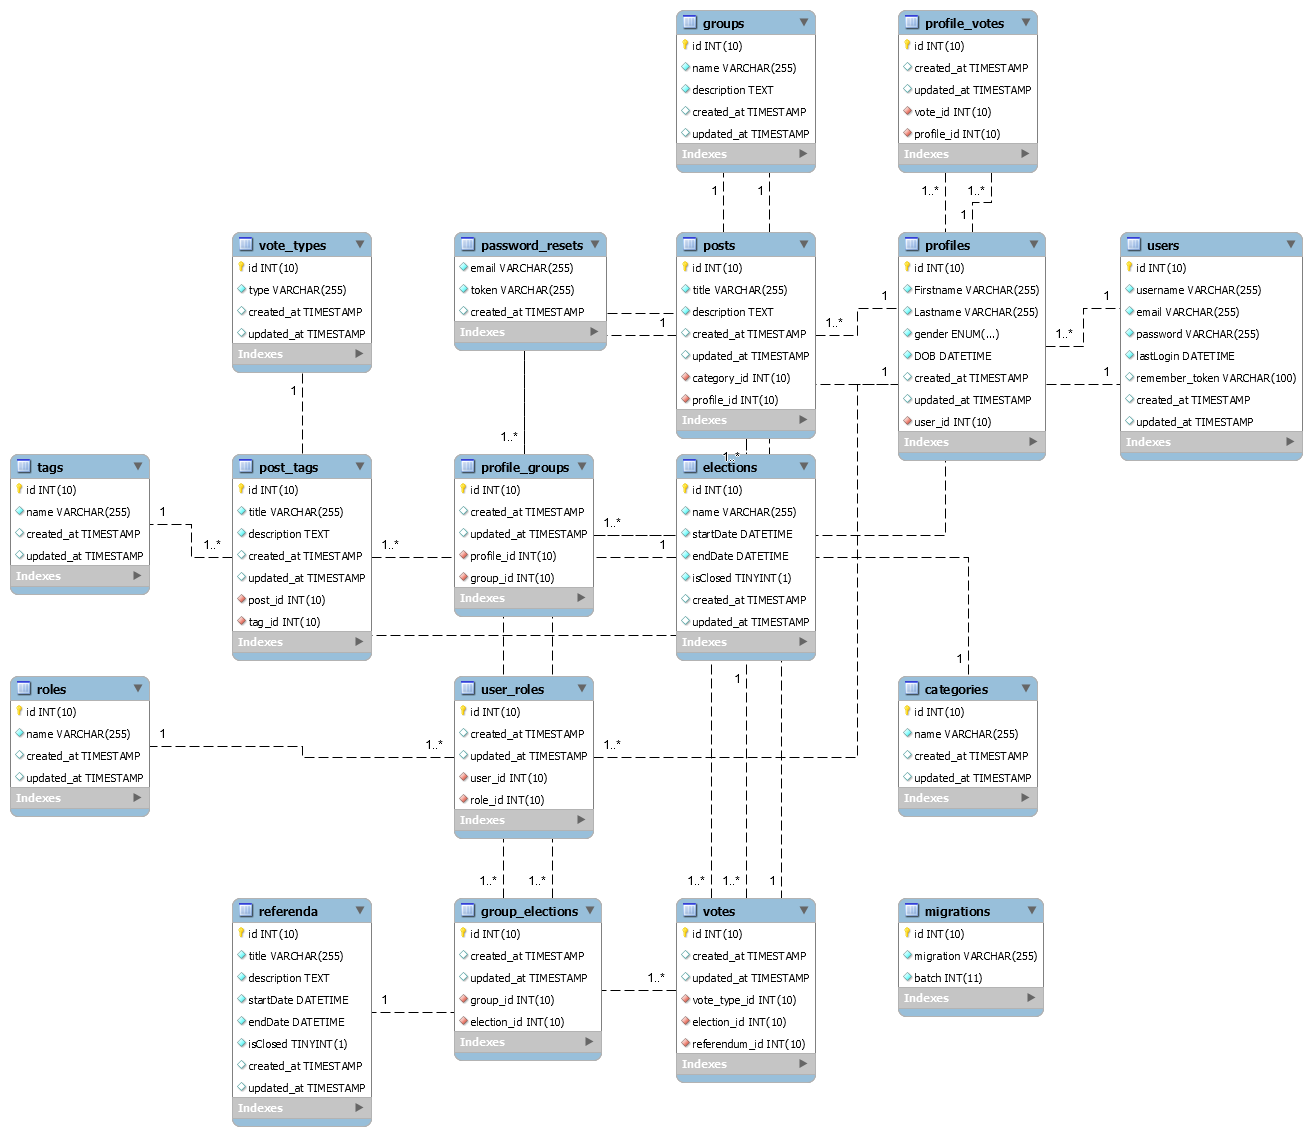 groups
id INT(10)
name VARCHAR(255)
description TEXT
created_at TIMESTAMP
updated_at TIMESTAMP
Indexes
profile_votes
id INT(10)
created_at TIMESTAMP
updated_at TIMESTAMP
vote_id INT(10)
profile_id INT(10)
Indexes
1
1
1..*
1..*
1
vote_types
id INT(10)
type VARCHAR(255)
created_at TIMESTAMP
updated_at TIMESTAMP
Indexes
1
password_resets
email VARCHAR(255)
token VARCHAR(255)
created_at TIMESTAMP
Indexes
1
1..*
posts
id INT(10)
title VARCHAR(255)
description TEXT
created_at TIMESTAMP
updated_at TIMESTAMP
category_id INT(10)
profile_id INT(10)
Indexes
1..*
1
1..*
1
profiles
id INT(10)
Firstname VARCHAR(255)
Lastname VARCHAR(255)
gender ENUM(...)
DOB DATETIME
created_at TIMESTAMP
updated_at TIMESTAMP
user_id INT(10)
Indexes
1
1..*
1
users
id INT(10)
username VARCHAR(255)
email VARCHAR(255)
password VARCHAR(255)
lastLogin DATETIME
remember_token VARCHAR(100)
created_at TIMESTAMP
updated_at TIMESTAMP
Indexes
tags
id INT(10)
name VARCHAR(255)
created_at TIMESTAMP
updated_at TIMESTAMP
Indexes
1
1..*
post_tags
id INT(10)
title VARCHAR(255)
description TEXT
created_at TIMESTAMP
updated_at TIMESTAMP
post_id INT(10)
tag_id INT(10)
Indexes
1..*
profile_groups
id INT(10)
created_at TIMESTAMP
updated_at TIMESTAMP
profile_id INT(10)
group_id INT(10)
Indexes
1..*
1
elections
id INT(10)
name VARCHAR(255)
startDate DATETIME
endDate DATETIME
isClosed TINYINT(1)
created_at TIMESTAMP
updated_at TIMESTAMP
Indexes
1
1
roles
id INT(10)
name VARCHAR(255)
created_at TIMESTAMP
updated_at TIMESTAMP
Indexes
1
1..*
user_roles
id INT(10)
created_at TIMESTAMP
updated_at TIMESTAMP
user_id INT(10)
role_id INT(10)
Indexes
1..*
categories
id INT(10)
name VARCHAR(255)
created_at TIMESTAMP
updated_at TIMESTAMP
Indexes
1..*
1..*
1..*
1..*
1
referenda
id INT(10)
title VARCHAR(255)
description TEXT
startDate DATETIME
endDate DATETIME
isClosed TINYINT(1)
created_at TIMESTAMP
updated_at TIMESTAMP
Indexes
1
group_elections
id INT(10)
created_at TIMESTAMP
updated_at TIMESTAMP
group_id INT(10)
election_id INT(10)
Indexes
1..*
votes
id INT(10)
created_at TIMESTAMP
updated_at TIMESTAMP
vote_type_id INT(10)
election_id INT(10)
referendum_id INT(10)
Indexes
migrations
id INT(10)
migration VARCHAR(255)
batch INT(11)
Indexes